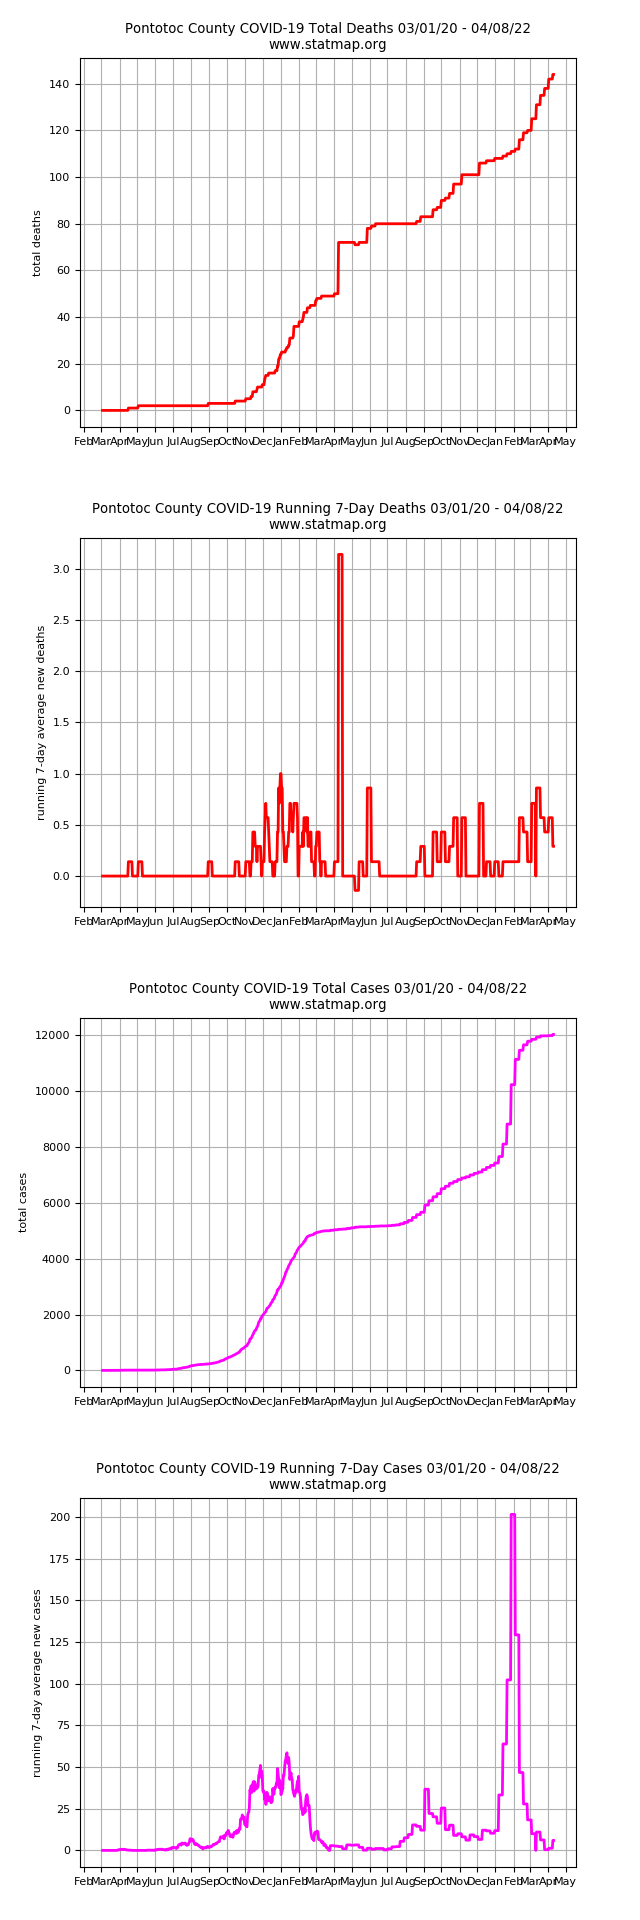 Pontotoc County COVID-19 Total Deaths 03/01/20 - 04/08/22
www.statmap.org
140
120
100
80
60
40
20
0
total deaths
Feb Mar Apr May Jun Jul Aug Sep Oct Nov Dec Jan Feb Mar Apr May Jun Jul Aug Sep Oct Nov Dec Jan Feb Mar Apr May
Pontotoc County COVID-19 Running 7-Day Deaths 03/01/20 - 04/08/22
www.statmap.org
3.0
2.5
2.0
1.5
1.0
0.5
0.0
running 7-day average new deaths
Feb Mar Apr May Jun Jul Aug Sep Oct Nov Dec Jan Feb Mar Apr May Jun Jul Aug Sep Oct Nov Dec Jan Feb Mar Apr May
Pontotoc County COVID-19 Total Cases 03/01/20 - 04/08/22
www.statmap.org
12000
10000
8000
6000
4000
2000
0
total cases
Feb Mar Apr May Jun Jul Aug Sep Oct Nov Dec Jan Feb Mar Apr May Jun Jul Aug Sep Oct Nov Dec Jan Feb Mar Apr May
Pontotoc County COVID-19 Running 7-Day Cases 03/01/20 - 04/08/22
www.statmap.org
200
175
150
125
100
75
50
25
0
running 7-day average new cases
Feb Mar Apr May Jun Jul Aug Sep Oct Nov Dec Jan Feb Mar Apr May Jun Jul Aug Sep Oct Nov Dec Jan Feb Mar Apr May